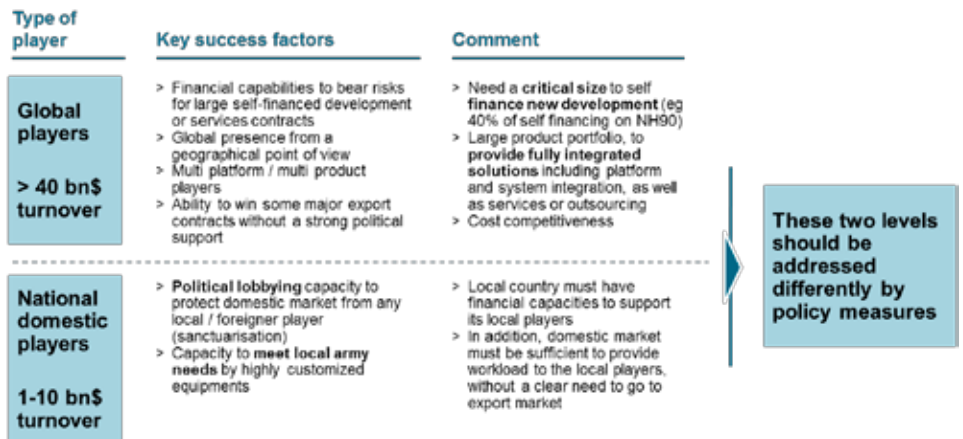 Type of
player
Key success factors
Comment
Global
players
> 40 bn$
turnover
> Financial capabilities to bear risks
for large self-financed development
or services contracts
> Global presence from a
geographical point of view
> Multi platform / multi product
players
> Ability to win some major export
contracts without a strong political
support
> Need a critical size to self
finance new development (eg
40% of self financing on NH90)
> Large product portfolio, to
provide fully integrated
solutions including platform
and system integration, as well
as services or outsourcing
> Cost competitiveness
National
domestic
players
1-10 bn$
turnover
> Political lobbying capacity to
protect domestic market from any
local / foreigner player
(sanctuarisation)
> Capacity to meet local army
needs by highly customized
equipments
> Local country must have
financial capacities to support
its local players
> In addition, domestic market
must be sufficient to provide
workload to the local players,
without a clear need to go to
export market
These two levels
should be
addressed
differently by
policy measures